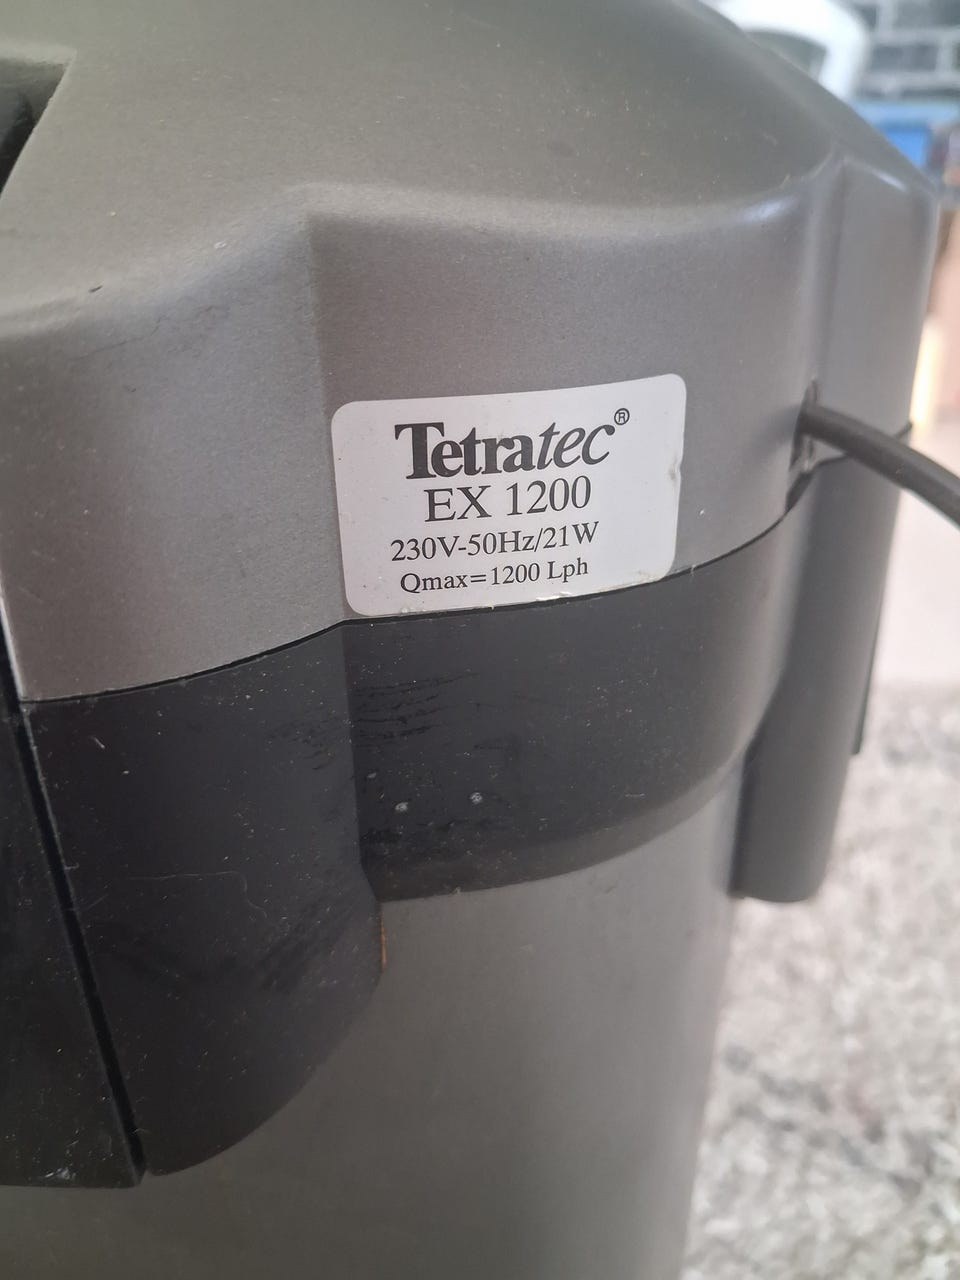 Tetratec®
EX 1200
230V-50Hz/21W
Qmax=1200 Lph